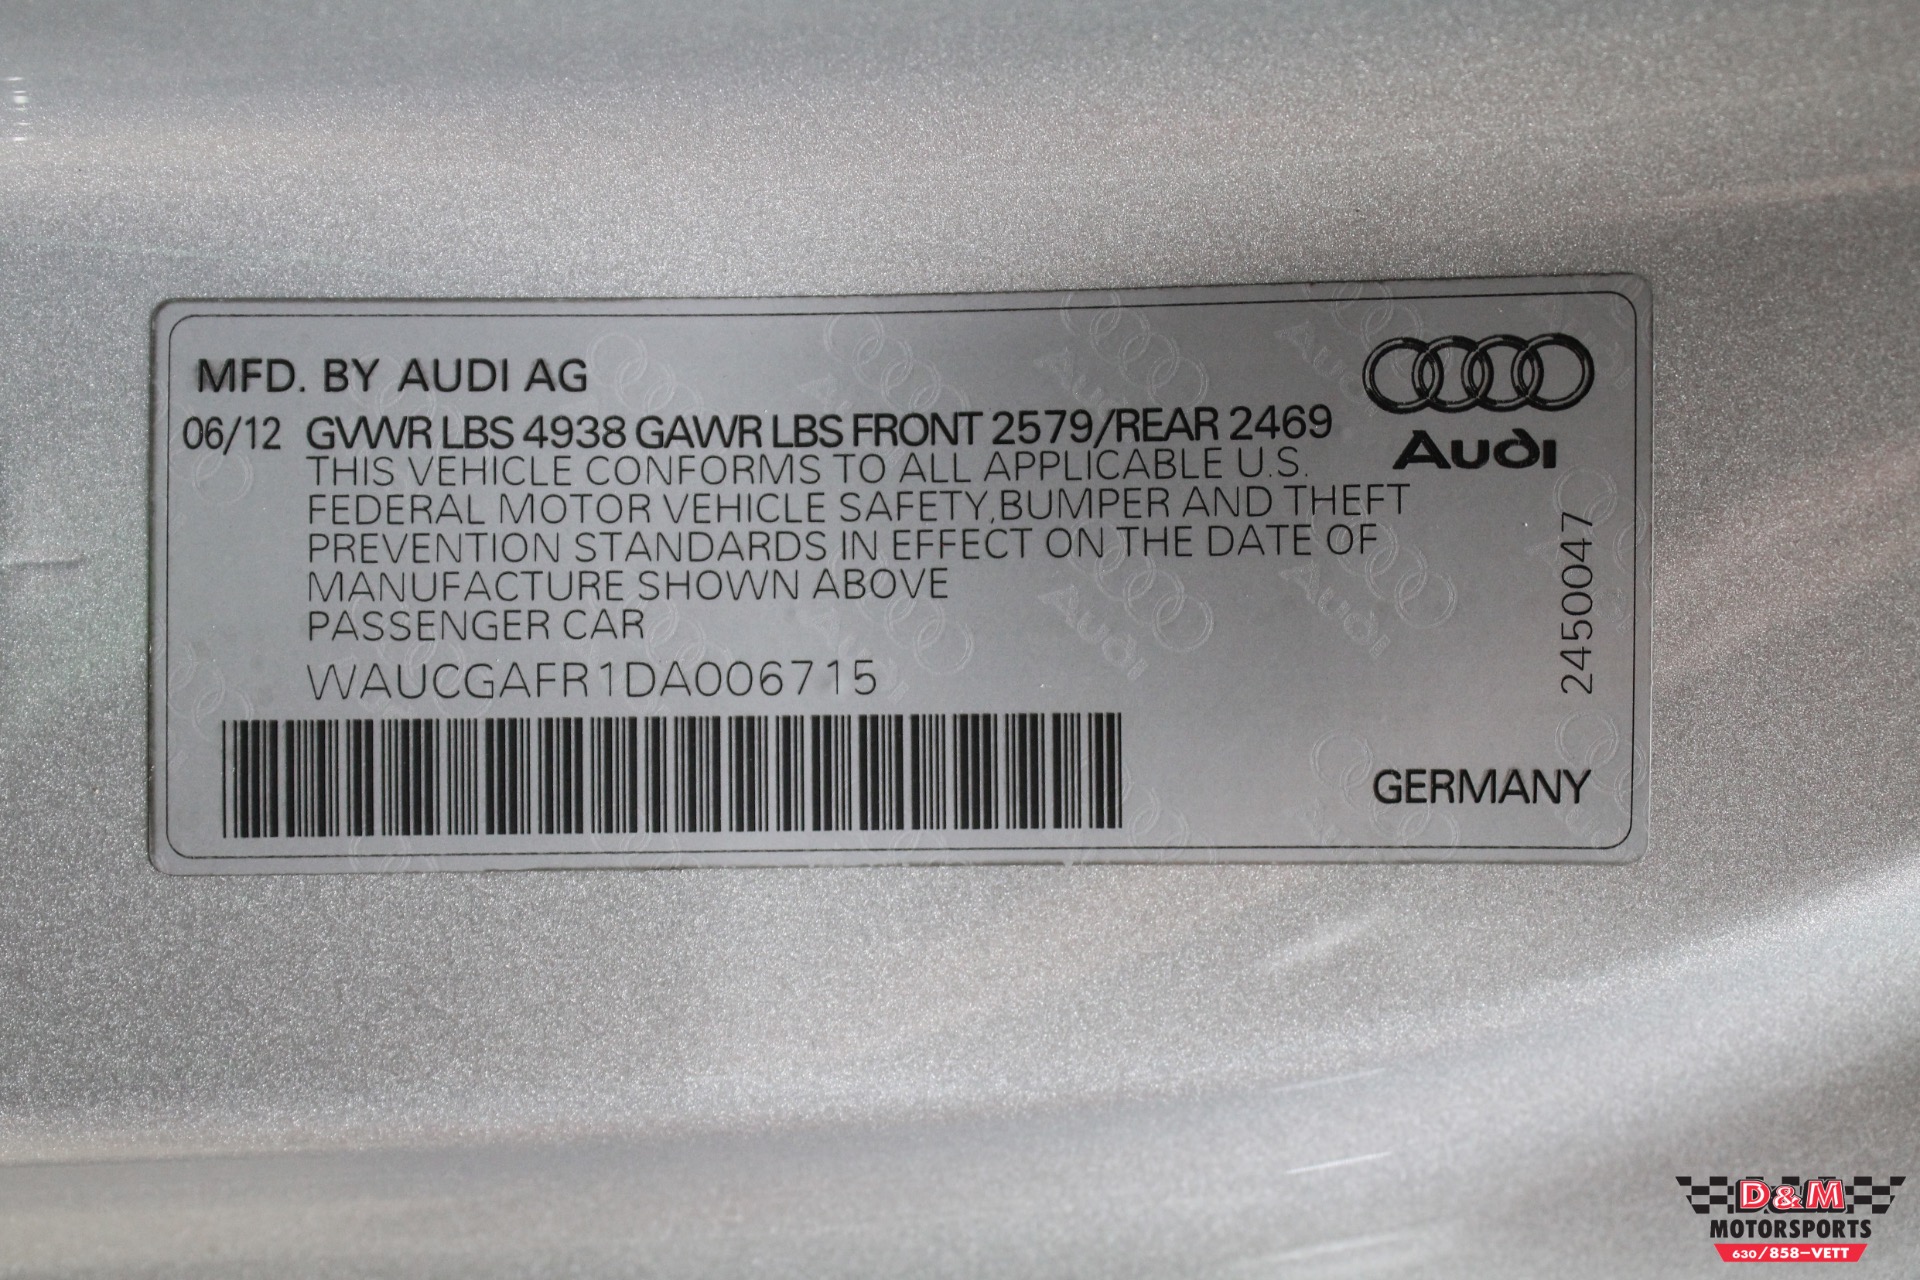 MFD. BY AUDI AG
06/12 GVWR LBS 4938 GAWR LBS FRONT 2579/REAR 2469
THIS VEHICLE CONFORMS TO ALL APPLICABLE U.S.
FEDERAL MOTOR VEHICLE SAFETY,BUMPER AND THEFT
PREVENTION STANDARDS IN EFFECT ON THE DATE OF
MANUFACTURE SHOWN ABOVE
PASSENGER CAR
WAUCGAFR1DA006715
Audi
2450047
GERMANY
D&M
MOTORSPORTS
630/858-VETT